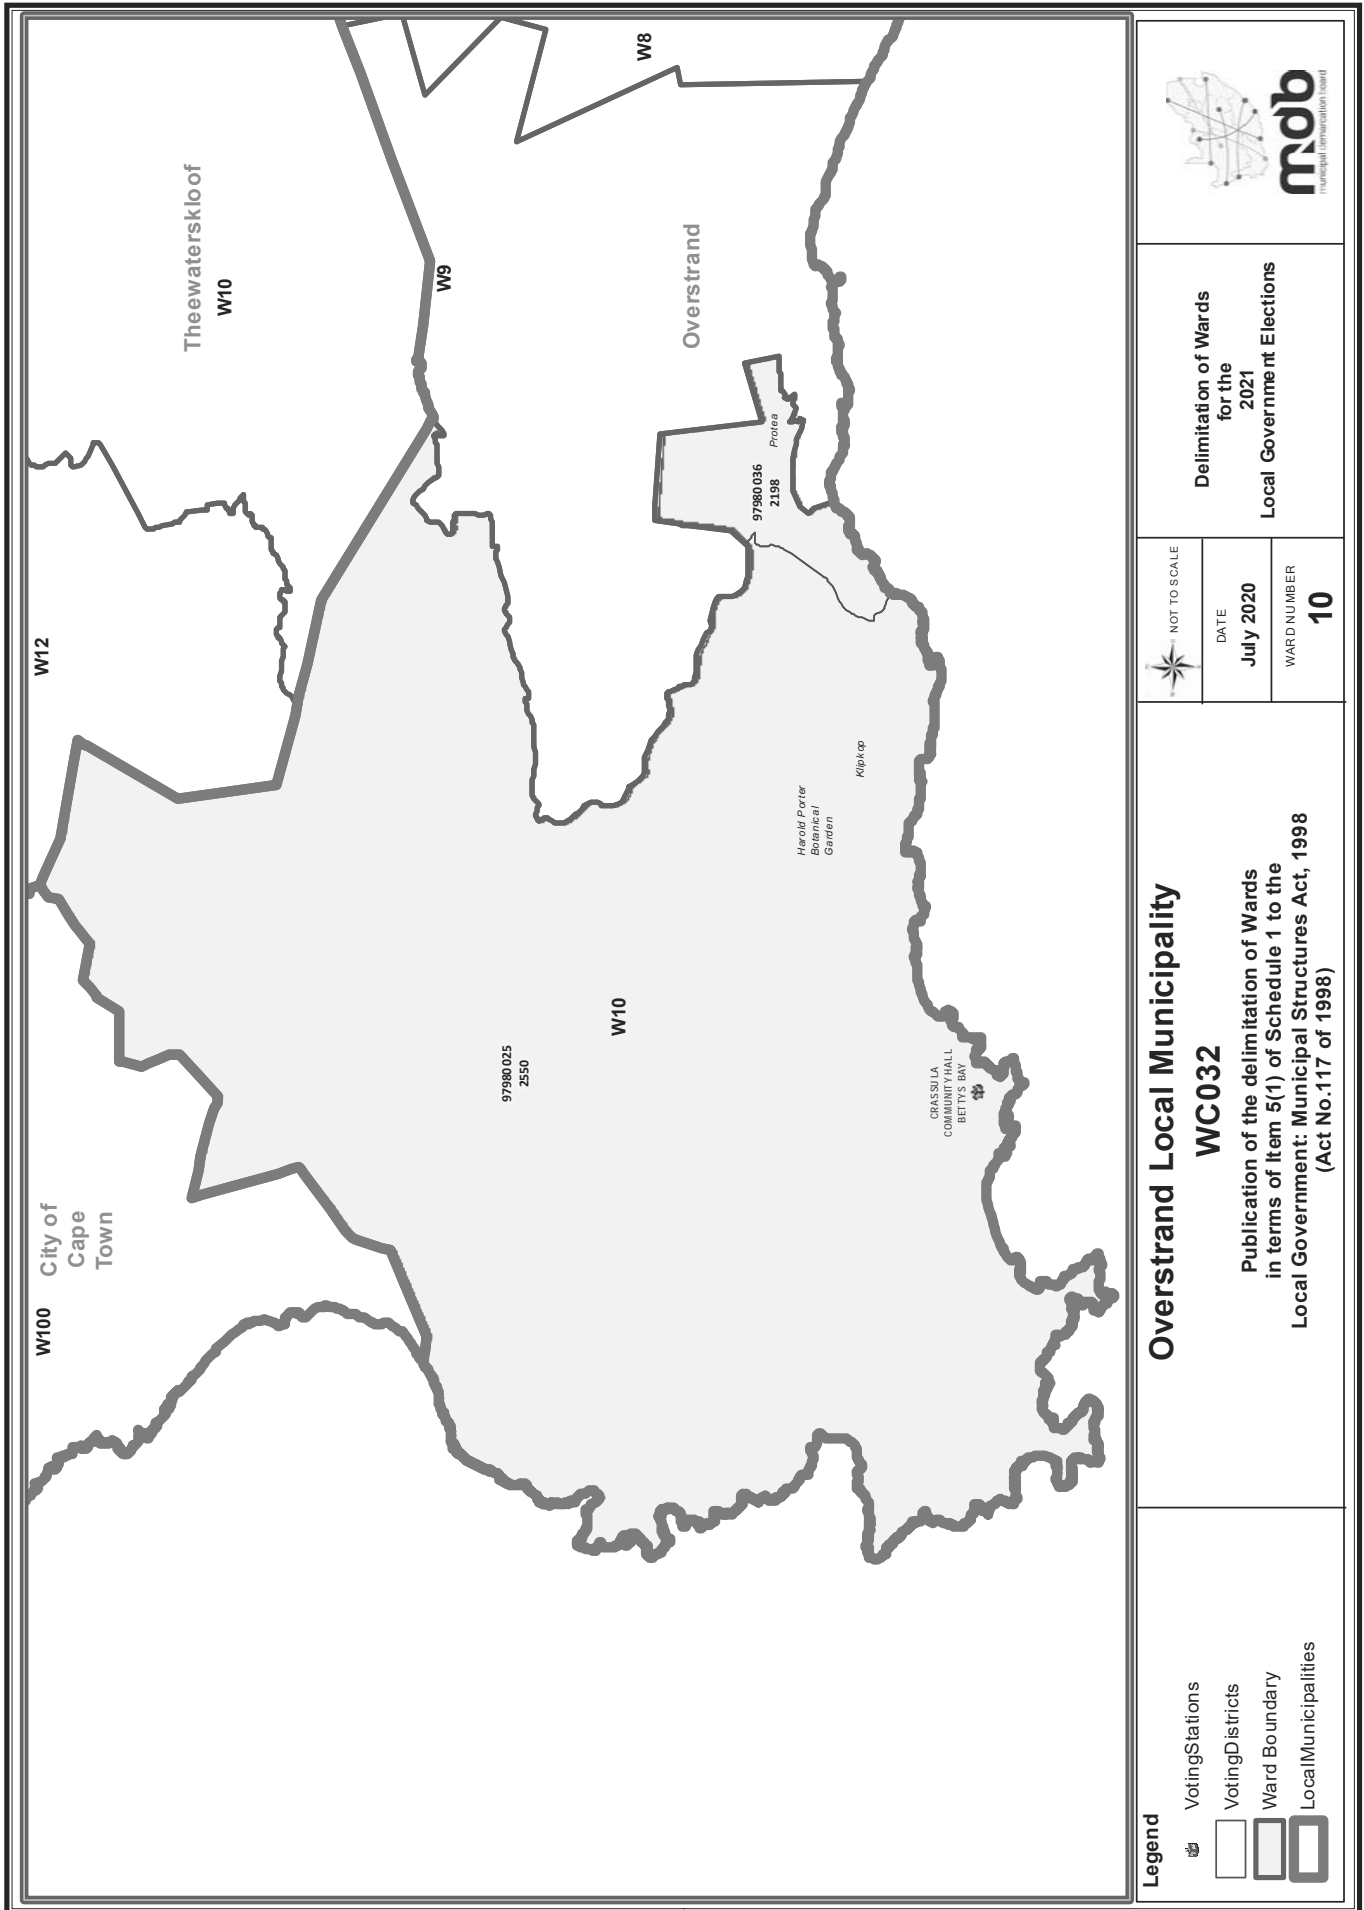 W100
City of
Cape
Town
W12
Theewaterskloof
W10
W9
W8
Overstrand
97980025
2550
W10
97980036
2198
Protea
Harold Porter
Botanical
Garden
Klipkop
CRASSULA
COMMUNITY HALL
BETTYS BAY
Legend
VotingStations
VotingDistricts
Ward Boundary
LocalMunicipalities
Overstrand Local Municipality
WC032
Publication of the delimitation of Wards
in terms of Item 5(1) of Schedule 1 to the
Local Government: Municipal Structures Act, 1998
(Act No.117 of 1998)
NOT TO SCALE
DATE
July 2020
WARD NUMBER
10
Delimitation of Wards
for the
2021
Local Government Elections
mdb
municipal demarcation board